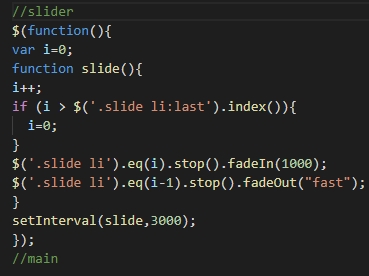 //slider
$(function(){
var i=0;
function slide(){
i++;
if (i > $('.slide li:last').index()){
  i=0;
}
$('.slide li').eq(i).stop().fadeIn(1000);
$('.slide li').eq(i-1).stop().fadeOut("fast");
}
setInterval(slide,3000);
});
//main